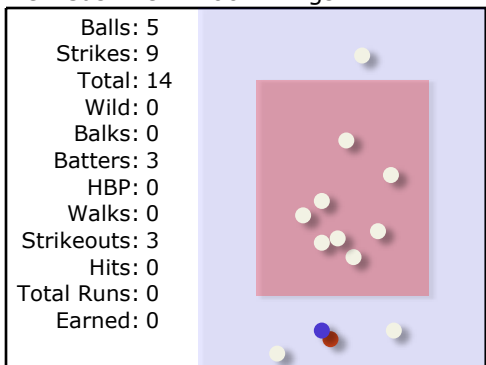 Balls: 5
Strikes: 9
Total: 14
Wild: 0
Balks: 0
Batters: 3
HBP: 0
Walks: 0
Strikeouts: 3
Hits: 0
Total Runs: 0
Earned: 0